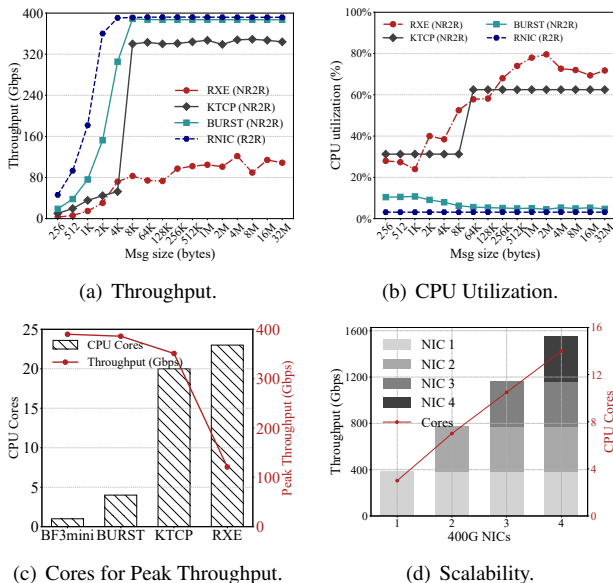 400
320
240
160
80
0
Throughput (Gbps)
RXE (NR2R)
KTCP (NR2R)
BURST (NR2R)
RNIC (R2R)
256 512 1K 2K 4K 8K 64K 128K 256K 512K 1M 2M 4M 8M 16M 32M
Msg size (bytes)
(a) Throughput.
100%
80%
60%
40%
20%
0%
CPU utilization (%)
RXE (NR2R) BURST (NR2R)
KTCP (NR2R) RNIC (R2R)
256 512 1K 2K 4K 8K 64K 128K 256K 512K 1M 2M 4M 8M 16M 32M
Msg size (bytes)
(b) CPU Utilization.
25
20
15
10
5
0
CPU Cores
CPU Cores
Throughput (Gbps)
400
300
200
100
0
Peak Throughput (Gbps)
BF3mini BURST KTCP RXE
(c) Cores for Peak Throughput.
1600
1200
800
400
0
Throughput (Gbps)
NIC 1
NIC 2
NIC 3
NIC 4
Cores
16
12
8
4
0
CPU Cores
1 2 3 4
400G NICs
(d) Scalability.